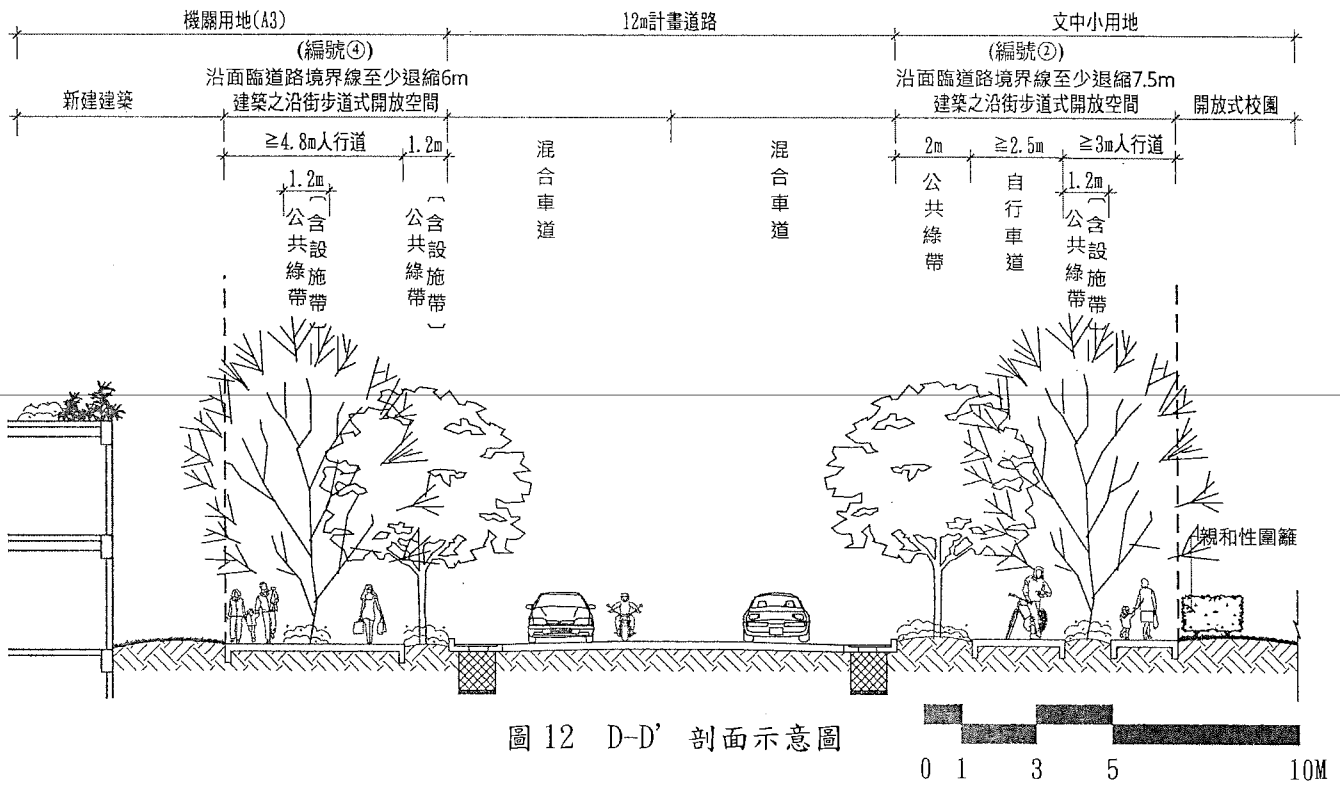 機關用地(A3)
12m計畫道路
文中小用地
(編號④)
沿面臨道路境界線至少退縮6m
建築之沿街步道式開放空間
(編號②)
沿面臨道路境界線至少退縮7.5m
建築之沿街步道式開放空間
新建建築
開放式校園
≧4.8m人行道
1.2m
2m
≧2.5m
≧3m人行道
1.2m
公共綠帶
〔含設施帶〕
公共綠帶
〔含設施帶〕
混合車道
混合車道
公共綠帶
自行車道
1.2m
公共綠帶
〔含設施帶〕
親和性圍籬
圖 12 D-D' 剖面示意圖
0 1 3 5 10M